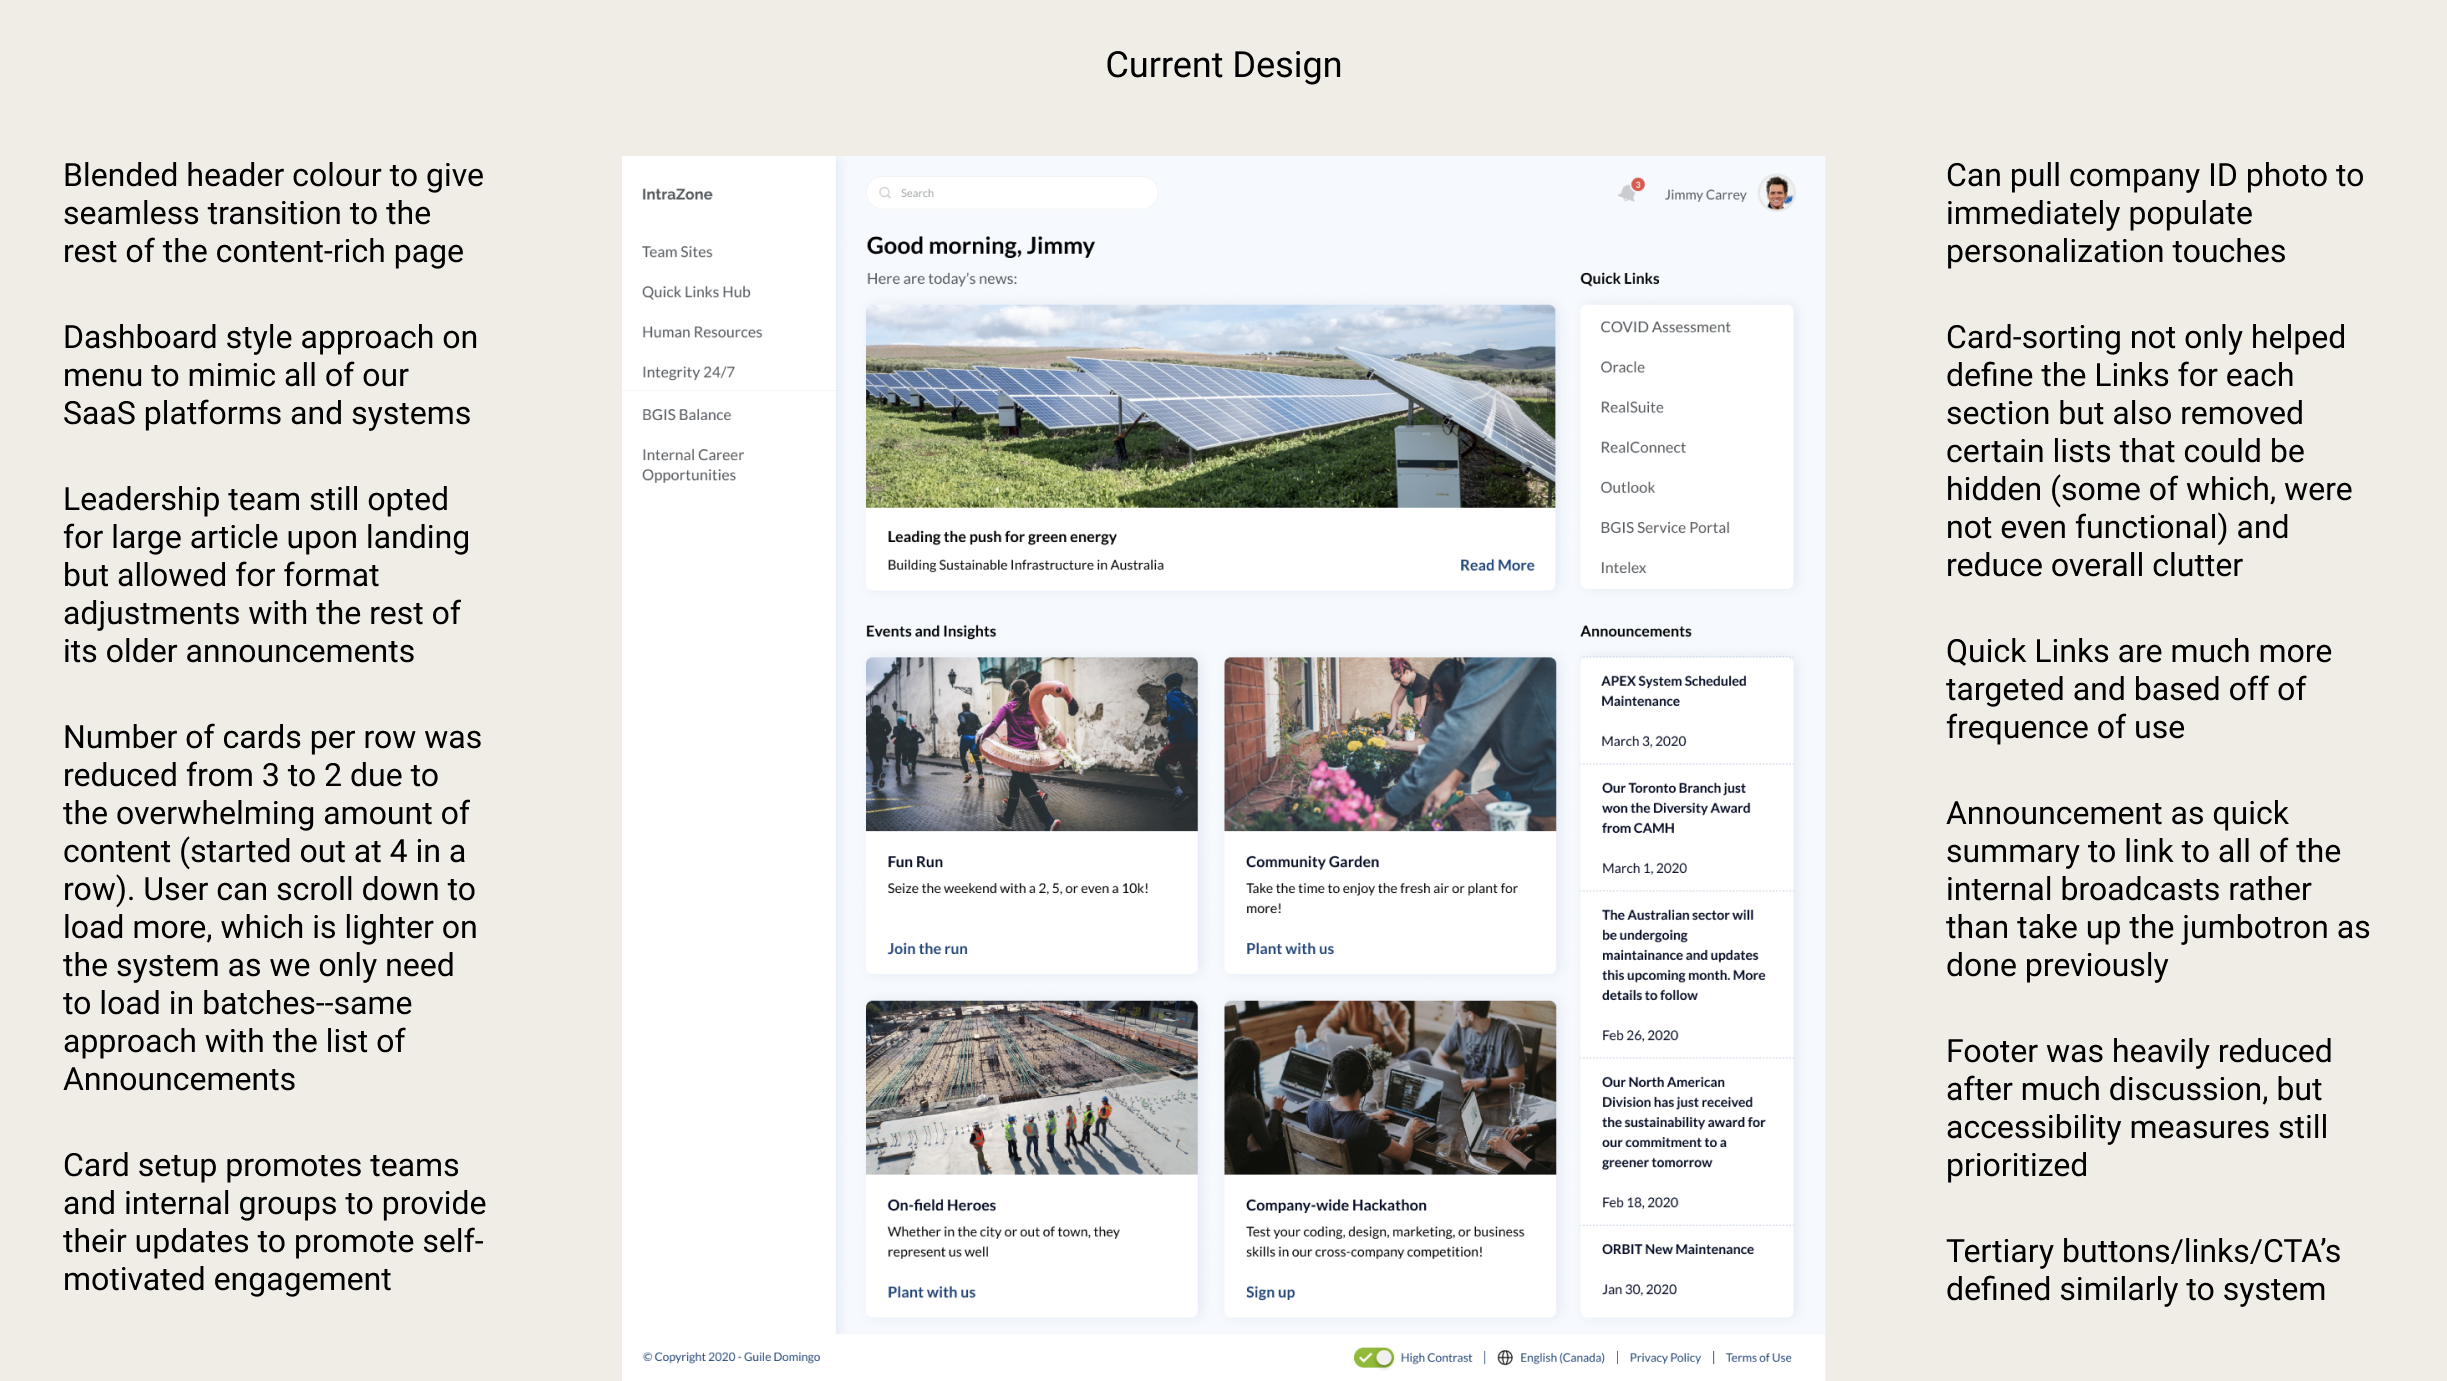 Current Design
Blended header colour to give
seamless transition to the
rest of the content-rich page
Dashboard style approach on
menu to mimic all of our
SaaS platforms and systems
Leadership team still opted
for large article upon landing
but allowed for format
adjustments with the rest of
its older announcements
Number of cards per row was
reduced from 3 to 2 due to
the overwhelming amount of
content (started out at 4 in a
row). User can scroll down to
load more, which is lighter on
the system as we only need
to load in batches--same
approach with the list of
Announcements
Card setup promotes teams
and internal groups to provide
their updates to promote self-
motivated engagement
IntraZone
Team Sites
Quick Links Hub
Human Resources
Integrity 24/7
BGIS Balance
Internal Career
Opportunities
Search
3
Jimmy Carrey
Good morning, Jimmy
Here are today's news:
Leading the push for green energy
Building Sustainable Infrastructure in Australia
Read More
Quick Links
COVID Assessment
Oracle
RealSuite
RealConnect
Outlook
BGIS Service Portal
Intelex
Events and Insights
Fun Run
Seize the weekend with a 2, 5, or even a 10k!
Join the run
Community Garden
Take the time to enjoy the fresh air or plant for
more!
Plant with us
On-field Heroes
Whether in the city or out of town, they
represent us well
Plant with us
Company-wide Hackathon
Test your coding, design, marketing, or business
skills in our cross-company competition!
Sign up
Announcements
APEX System Scheduled
Maintenance
March 3, 2020
Our Toronto Branch just
won the Diversity Award
from CAMH
March 1, 2020
The Australian sector will
be undergoing
maintainance and updates
this upcoming month. More
details to follow
Feb 26, 2020
Our North American
Division has just received
the sustainability award for
our commitment to a
greener tomorrow
Feb 18, 2020
ORBIT New Maintenance
Jan 30, 2020
© Copyright 2020 - Guile Domingo
High Contrast | English (Canada) | Privacy Policy | Terms of Use
Can pull company ID photo to
immediately populate
personalization touches
Card-sorting not only helped
define the Links for each
section but also removed
certain lists that could be
hidden (some of which, were
not even functional) and
reduce overall clutter
Quick Links are much more
targeted and based off of
frequence of use
Announcement as quick
summary to link to all of the
internal broadcasts rather
than take up the jumbotron as
done previously
Footer was heavily reduced
after much discussion, but
accessibility measures still
prioritized
Tertiary buttons/links/CTA's
defined similarly to system